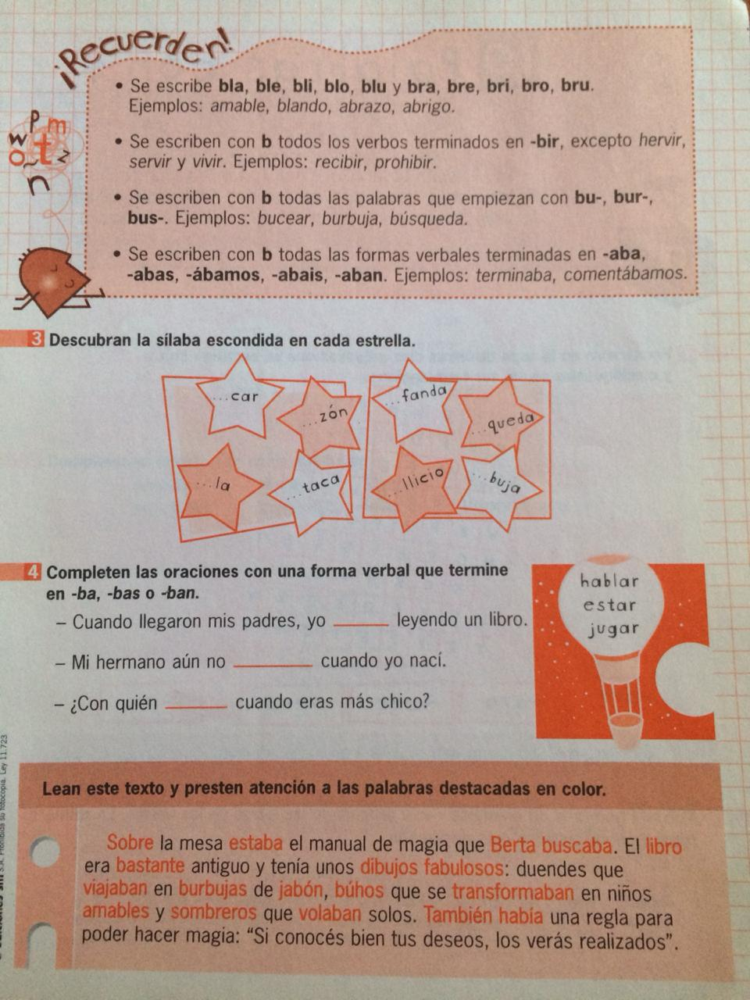 ¡Recuerden!
• Se escribe bla, ble, bli, blo, blu y bra, bre, bri, bro, bru.
Ejemplos: amable, blando, abrazo, abrigo.
• Se escriben con b todos los verbos terminados en -bir, excepto hervir,
servir y vivir. Ejemplos: recibir, prohibir.
• Se escriben con b todas las palabras que empiezan con bu-, bur-,
bus-. Ejemplos: bucear, burbuja, búsqueda.
• Se escriben con b todas las formas verbales terminadas en -aba,
-abas, -ábamos, -abais, -aban. Ejemplos: terminaba, comentábamos.
p m
w o t z
~
n
3 Descubran la sílaba escondida en cada estrella.
...car
...zón
...fanda
...queda
...la
...taca
...llicio
...buja
4 Completen las oraciones con una forma verbal que termine
en -ba, -bas o -ban.
– Cuando llegaron mis padres, yo ____ leyendo un libro.
– Mi hermano aún no ____ cuando yo nací.
– ¿Con quién ____ cuando eras más chico?
hablar
estar
jugar
Lean este texto y presten atención a las palabras destacadas en color.
Sobre la mesa estaba el manual de magia que Berta buscaba. El libro
era bastante antiguo y tenía unos dibujos fabulosos: duendes que
viajaban en burbujas de jabón, búhos que se transformaban en niños
amables y sombreros que volaban solos. También había una regla para
poder hacer magia: “Si conocés bien tus deseos, los verás realizados”.
S.A. Prohibida su fotocopia. Ley 11.723